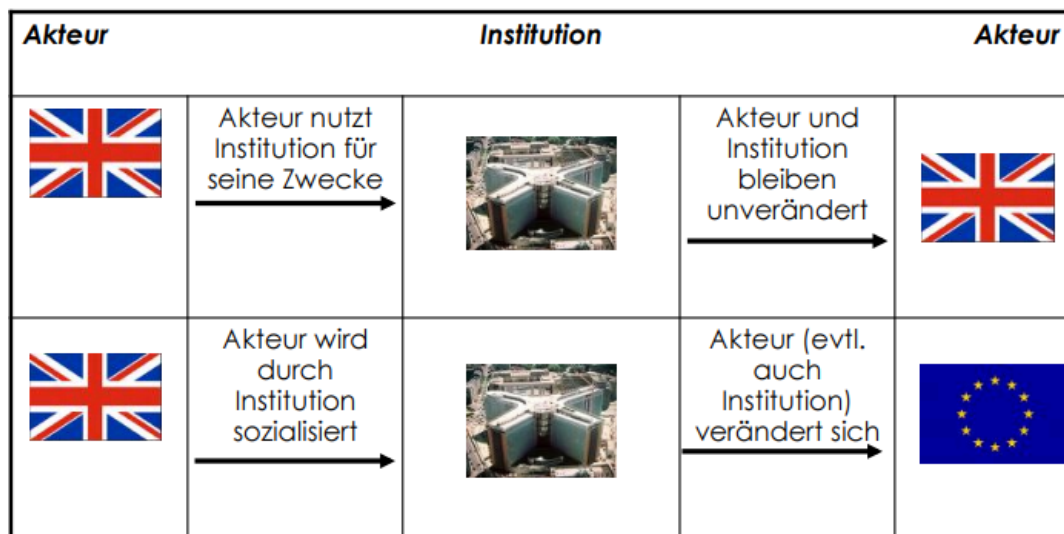 Akteur
Institution
Akteur
Akteur nutzt
Institution für
seine Zwecke
Akteur und
Institution
bleiben
unverändert
Akteur wird
durch
Institution
sozialisiert
Akteur (evtl.
auch
Institution)
verändert sich